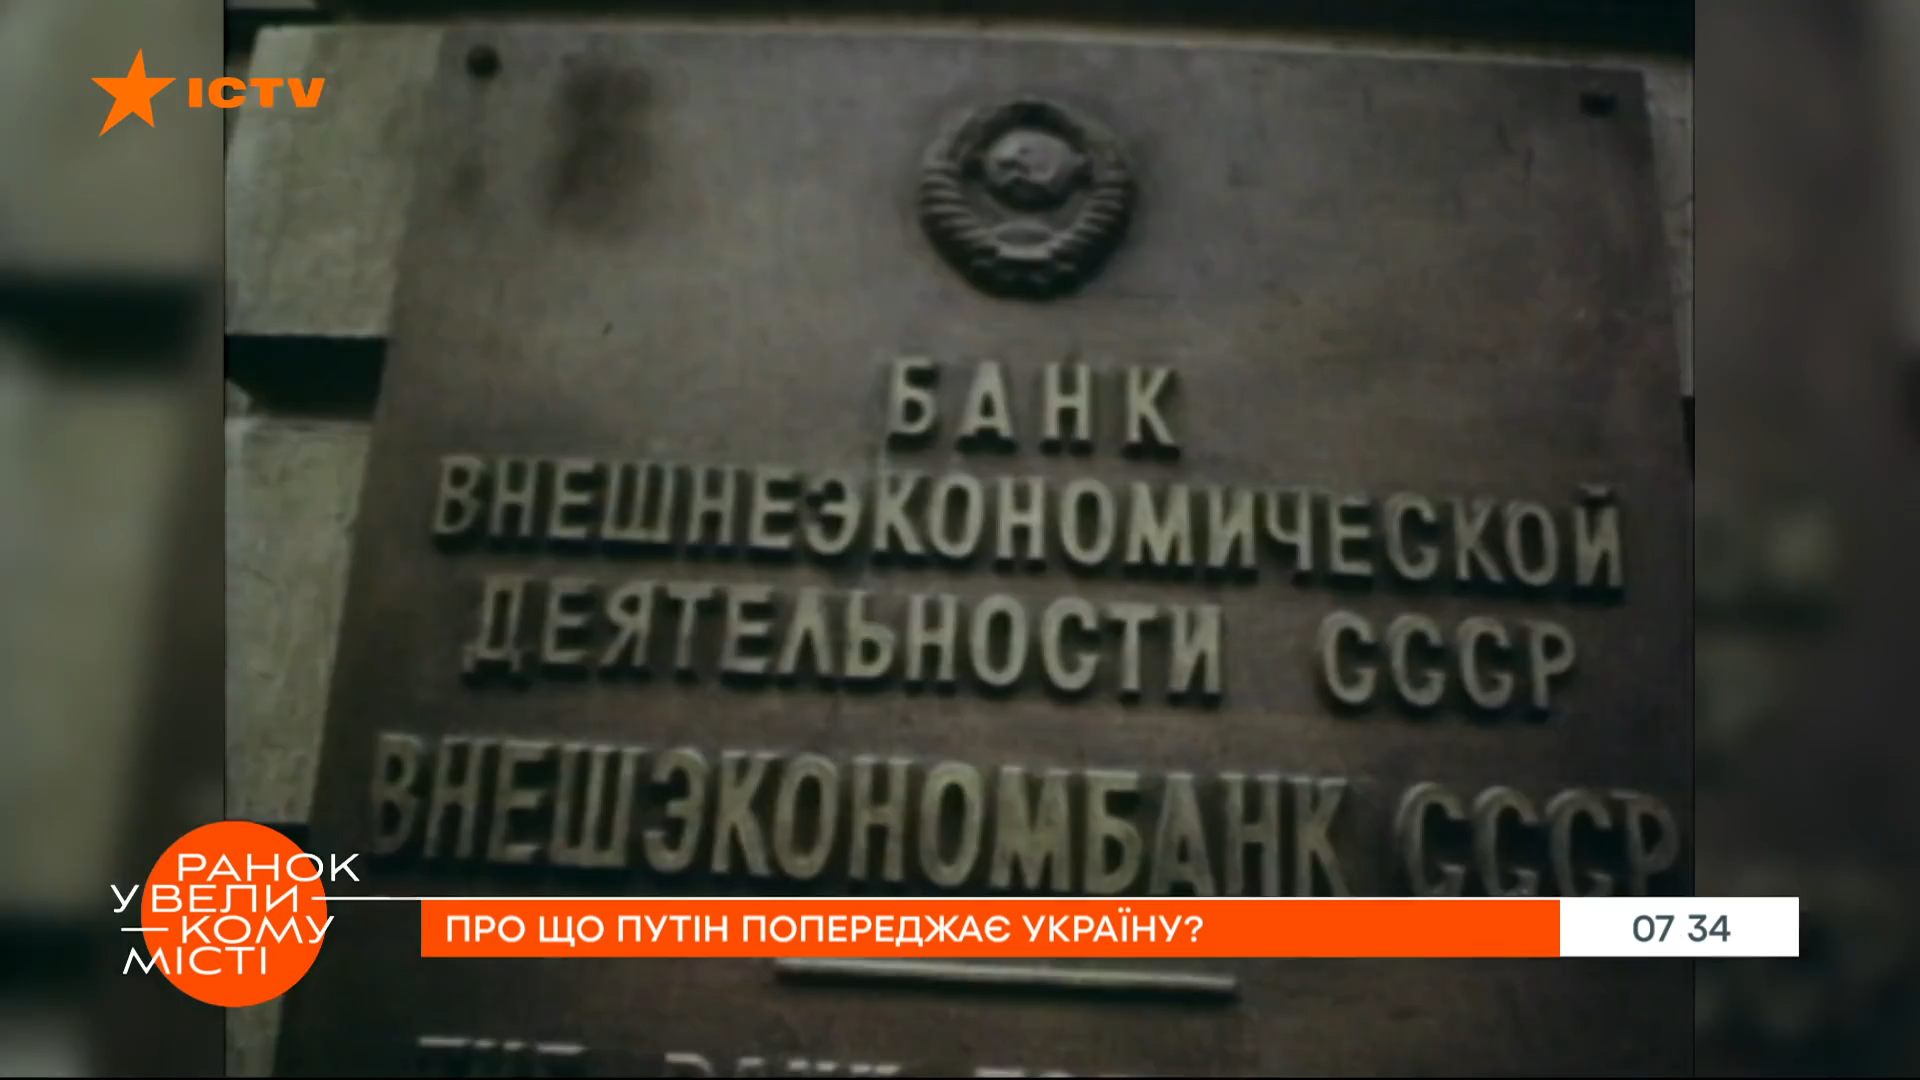 ICTV
БАНК
ВНЕШНЕЭКОНОМИЧЕСКОЙ
ДЕЯТЕЛЬНОСТИ СССР
ВНЕШЭКОНОМБАНК СССР
РАНОК
У ВЕЛИ—
—КОМУ
МІСТІ
ПРО ЩО ПУТІН ПОПЕРЕДЖАЄ УКРАЇНУ?
07 34